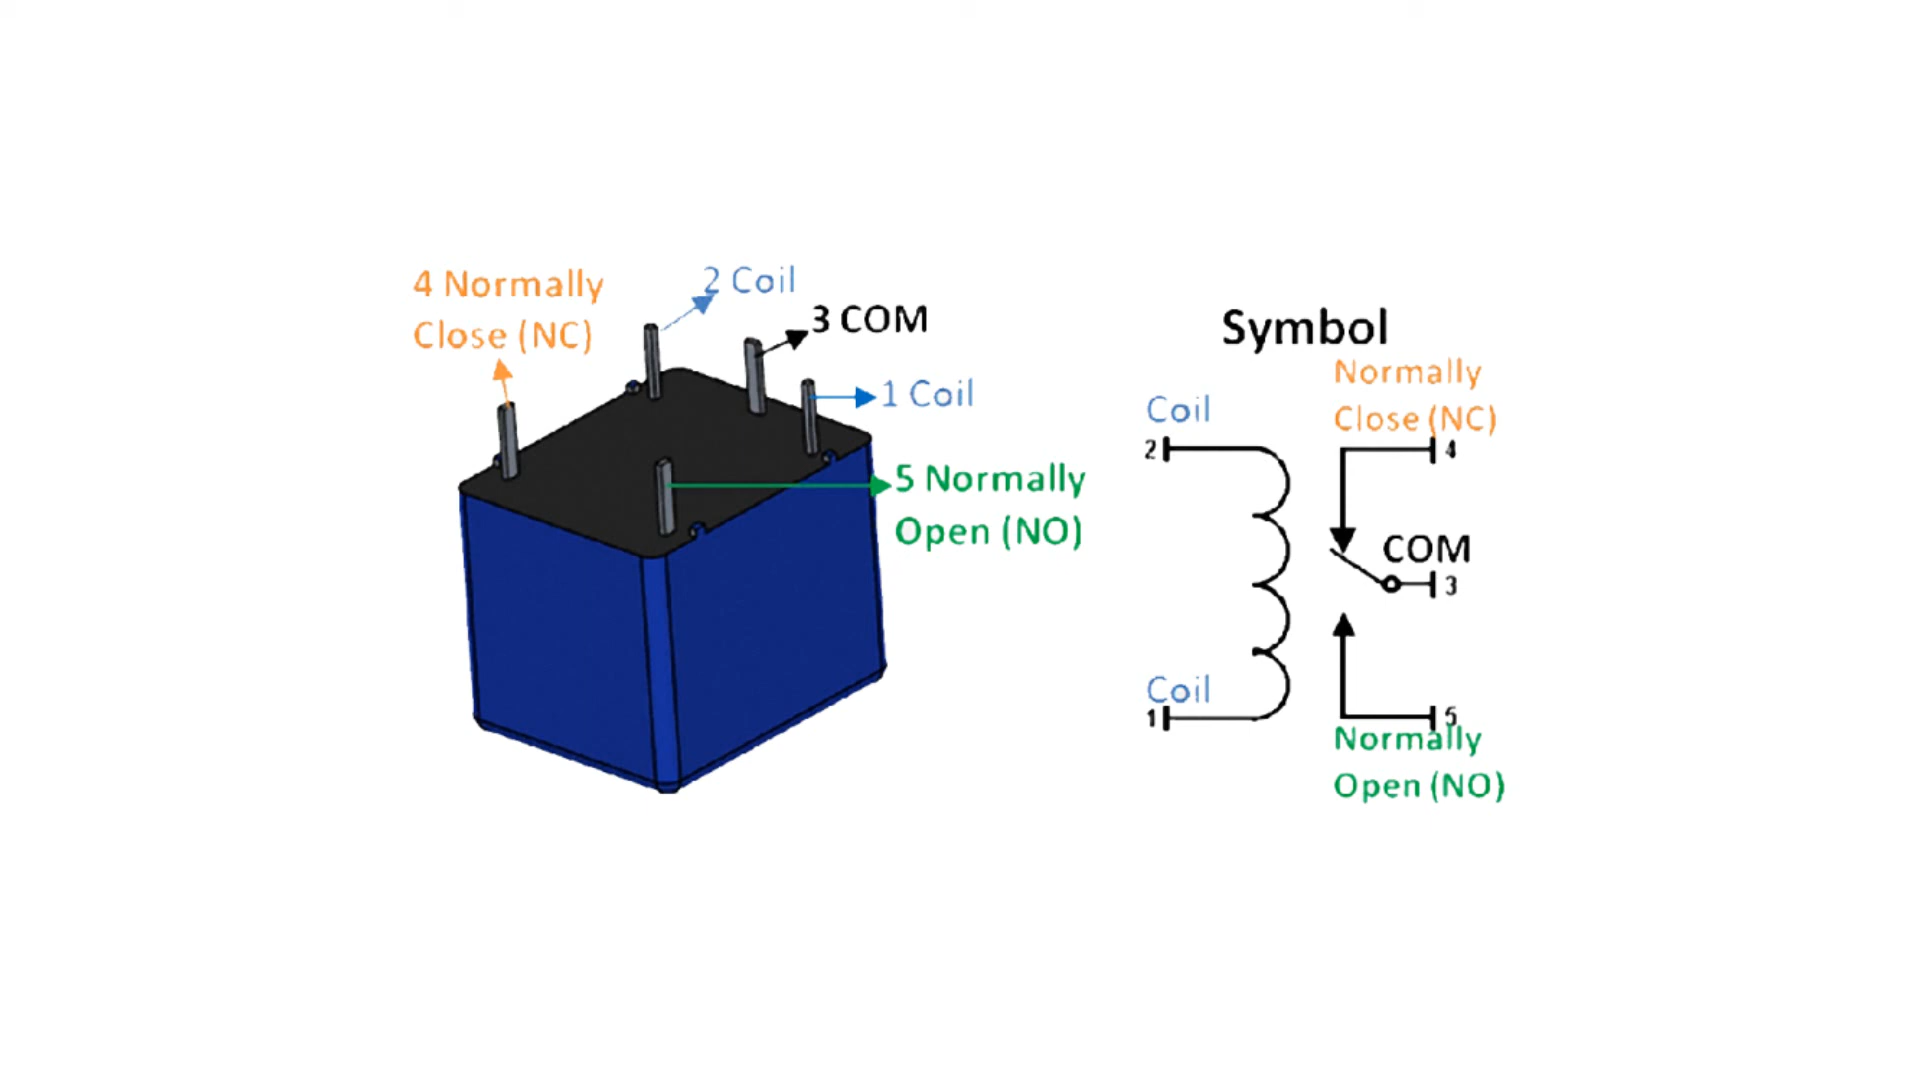 4 Normally
Close (NC)
2 Coil
3 COM
1 Coil
5 Normally
Open (NO)
Symbol
Normally
Close (NC)
Coil
2
4
COM
3
Coil
1
5
Normally
Open (NO)